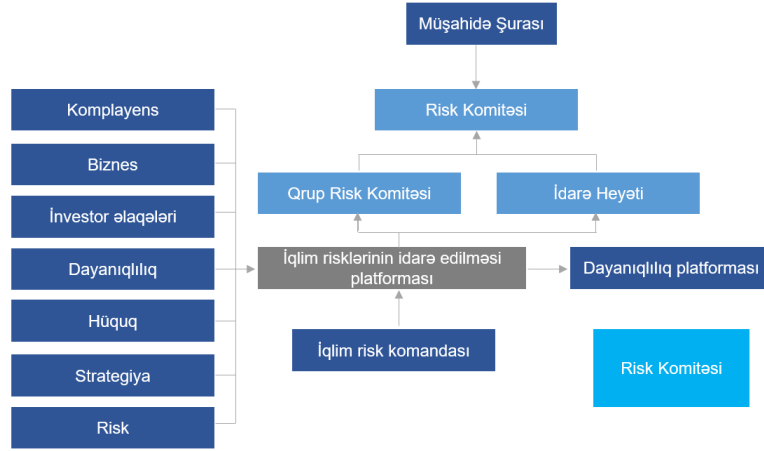 Müşahidə Şurası
Risk Komitəsi
Qrup Risk Komitəsi
İdarə Heyəti
Komplayens
Biznes
İnvestor əlaqələri
Dayanıqlılıq
Hüquq
Strategiya
Risk
İqlim risklərinin idarə edilməsi
platforması
Dayanıqlılıq platforması
İqlim risk komandası
Risk Komitəsi